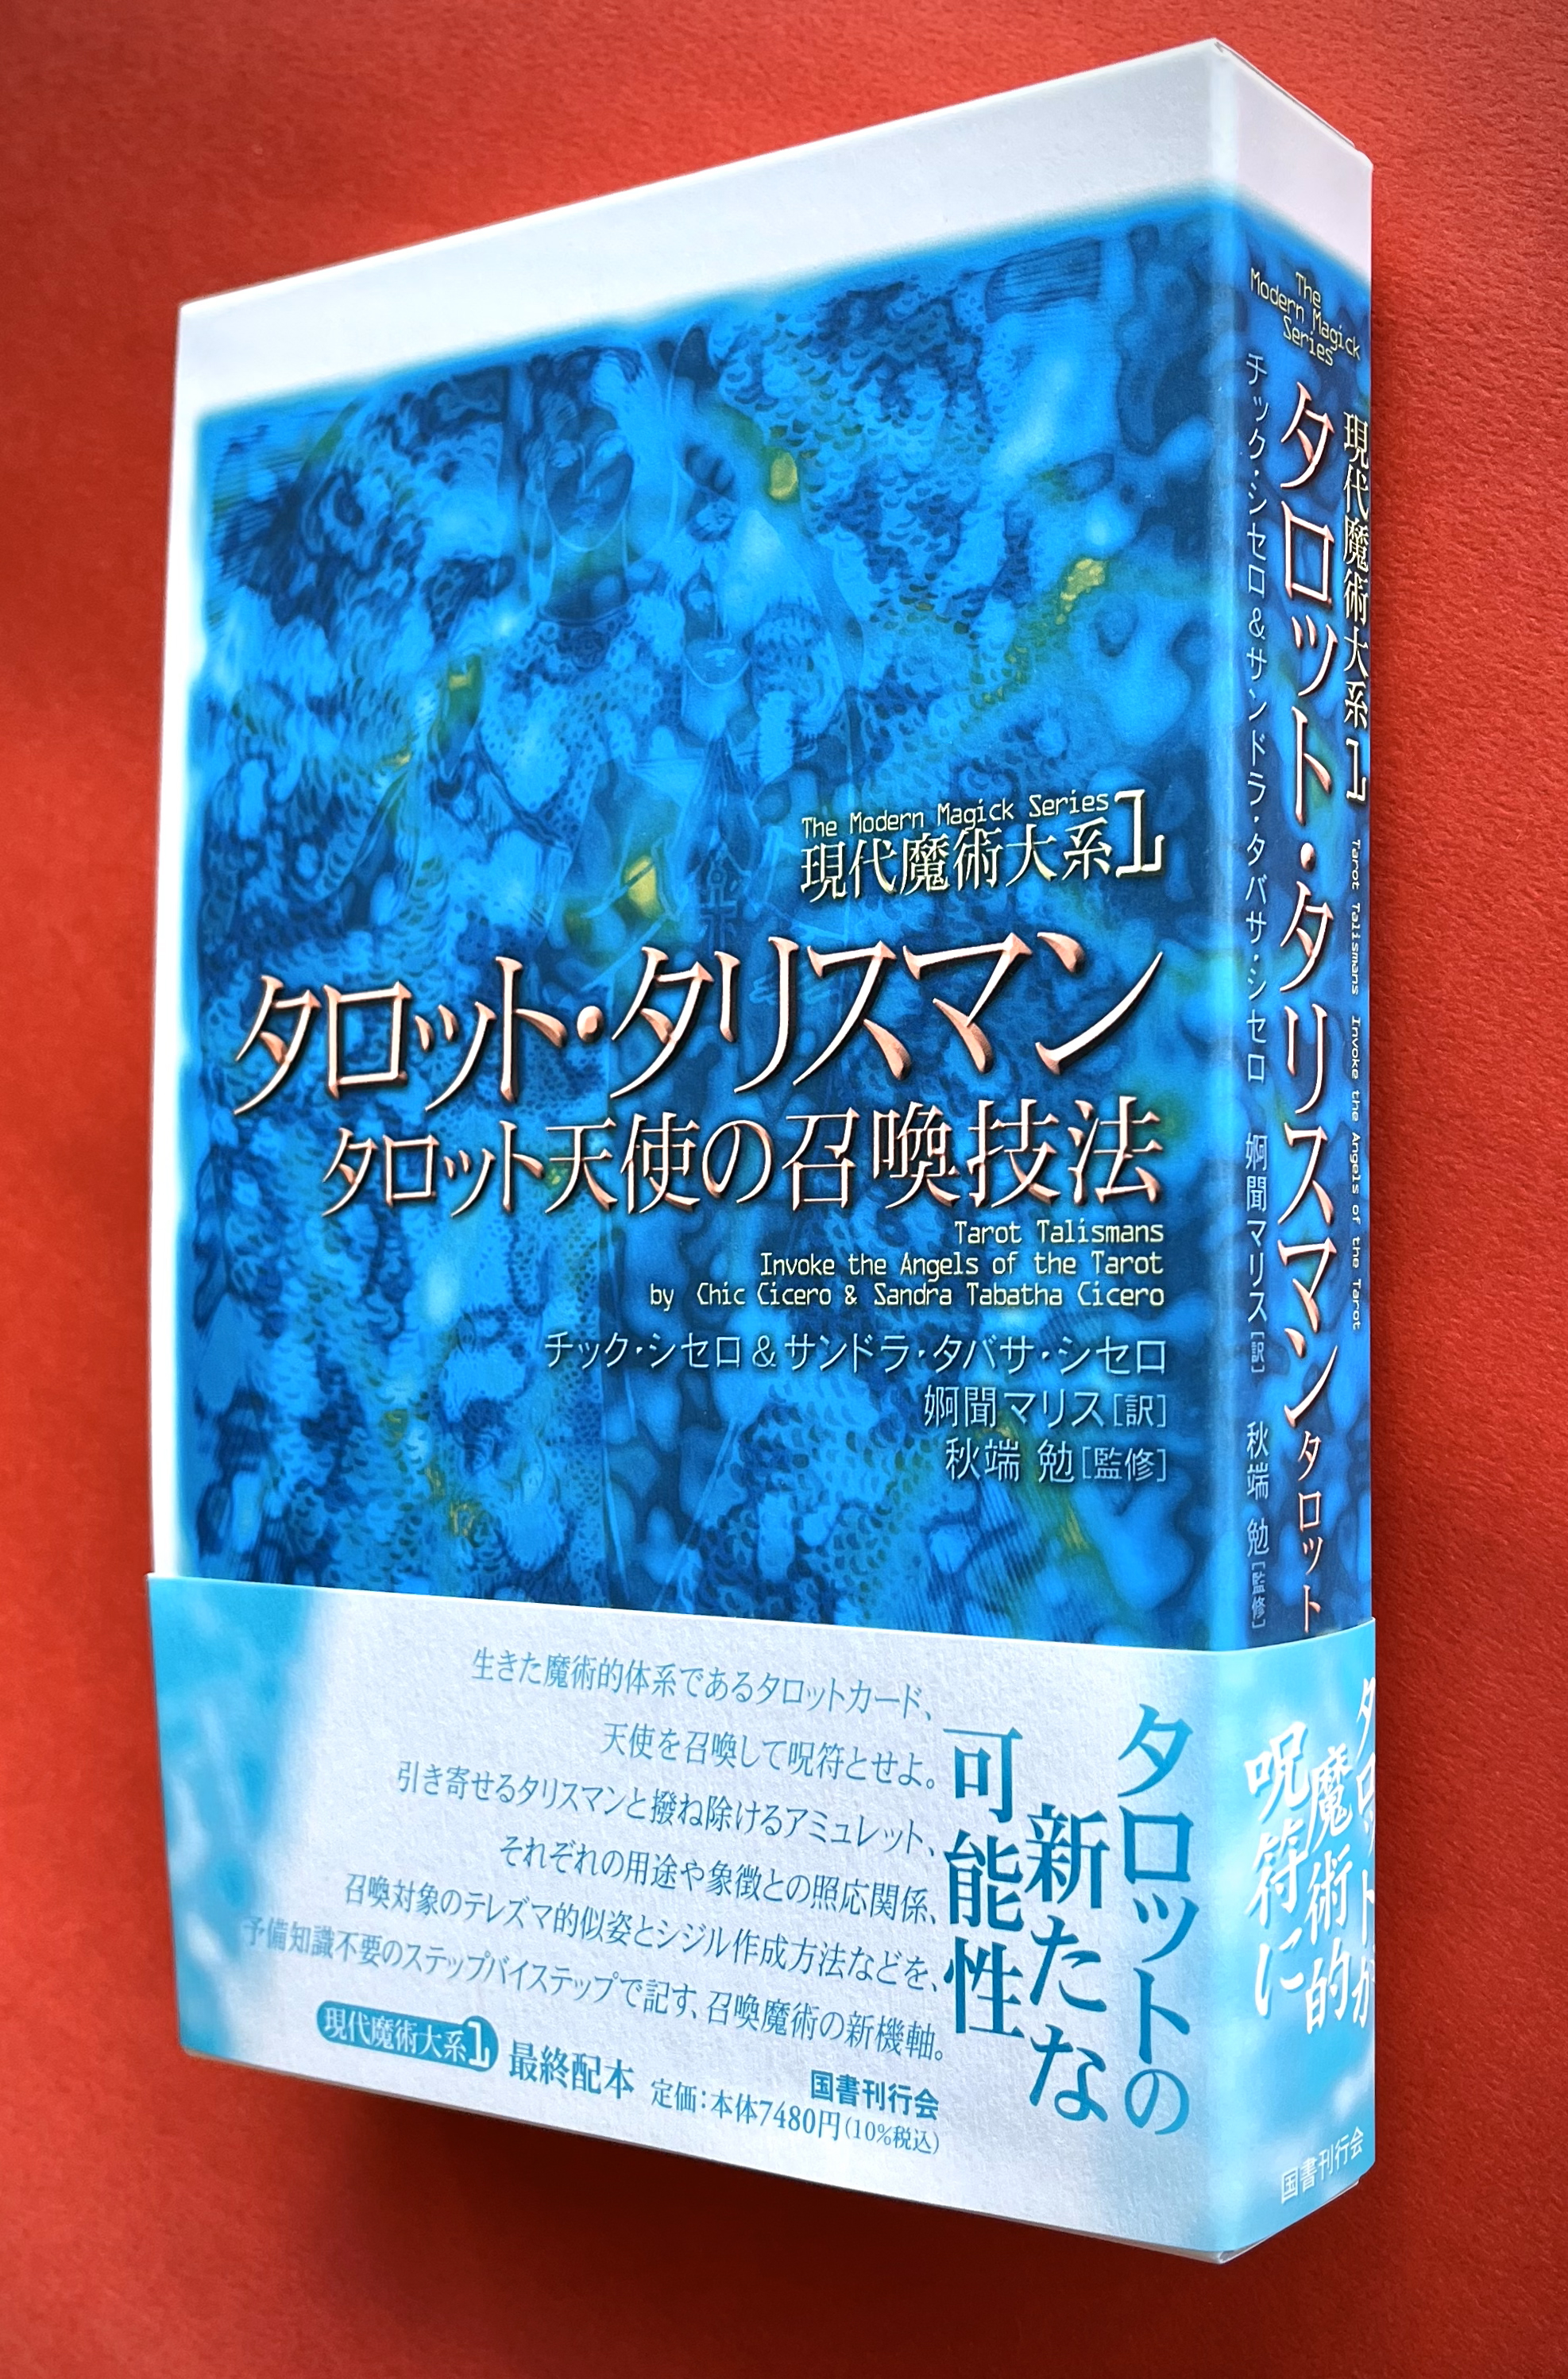 The Modern Magick Series
現代魔術大系1
タロット・タリスマン
タロット天使の召喚技法
Tarot Talismans
Invoke the Angels of the Tarot
by Chic Cicero & Sandra Tabatha Cicero
チック・シセロ&サンドラ・タバサ・シセロ
婀聞マリス[訳]
秋端 勉[監修]
タロットの
新たな
可能性
生きた魔術的体系であるタロットカード、
天使を召喚して呪符とせよ。
引き寄せるタリスマンと撥ね除けるアミュレット、
それぞれの用途や象徴との照応関係、
召喚対象のテレズマ的似姿とシジル作成方法などを、
予備知識不要のステップバイステップで記す、召喚魔術の新機軸。
現代魔術大系1
最終配本
国書刊行会
定価:本体7480円(10%税込)
The
Modern Magick
Series
現代魔術大系1
Tarot Talismans Invoke the Angels of the Tarot
タロット・タリスマン タロット
チック・シセロ&サンドラ・タバサ・シセロ 婀聞マリス[訳] 秋端 勉[監修]
タロットが
魔術的
呪符に
国書刊行会